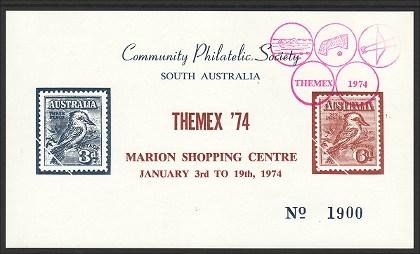 Community Philatelic Society
SOUTH AUSTRALIA
THEMEX 1974
AUSTRALIA
3d
THEMEX '74
AUSTRALIA
6d
MARION SHOPPING CENTRE
JANUARY 3rd TO 19th, 1974
No 1900